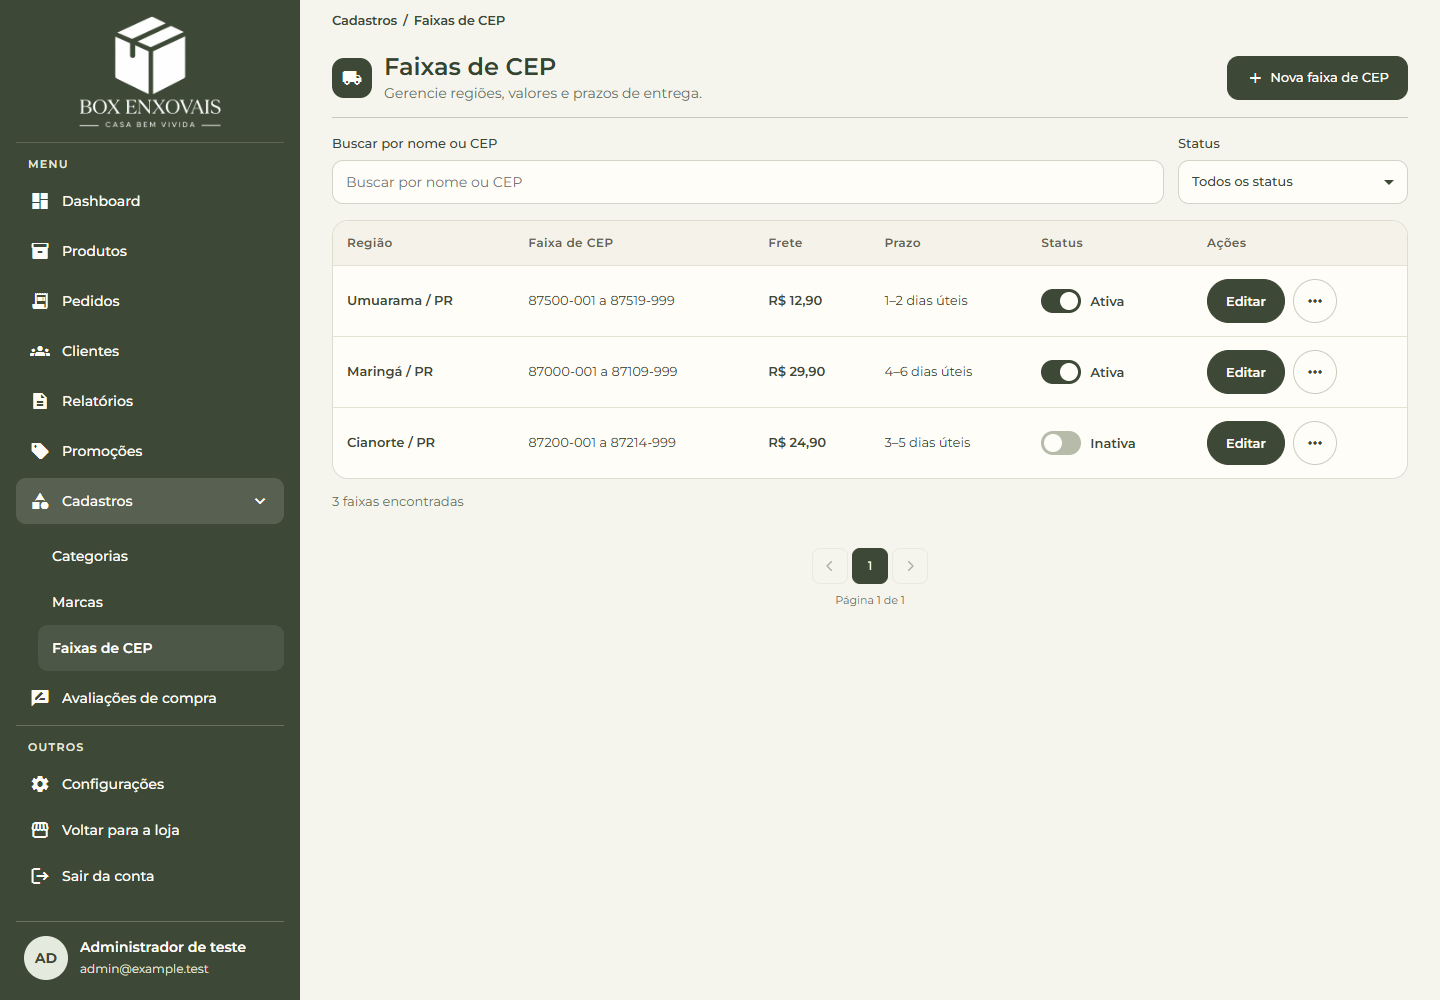 BOX ENXOVAIS
CASA BEM VIVIDA
MENU
Dashboard
Produtos
Pedidos
Clientes
Relatórios
Promoções
Cadastros
Categorias
Marcas
Faixas de CEP
Avaliações de compra
OUTROS
Configurações
Voltar para a loja
Sair da conta
AD
Administrador de teste
admin@example.test
Cadastros / Faixas de CEP
Faixas de CEP
Gerencie regiões, valores e prazos de entrega.
+ Nova faixa de CEP
Buscar por nome ou CEP
Status
Buscar por nome ou CEP
Todos os status
Região Faixa de CEP Frete Prazo Status Ações
Umuarama / PR 87500-001 a 87519-999 R$ 12,90 1–2 dias úteis Ativa Editar ...
Maringá / PR 87000-001 a 87109-999 R$ 29,90 4–6 dias úteis Ativa Editar ...
Cianorte / PR 87200-001 a 87214-999 R$ 24,90 3–5 dias úteis Inativa Editar ...
3 faixas encontradas
1
Página 1 de 1